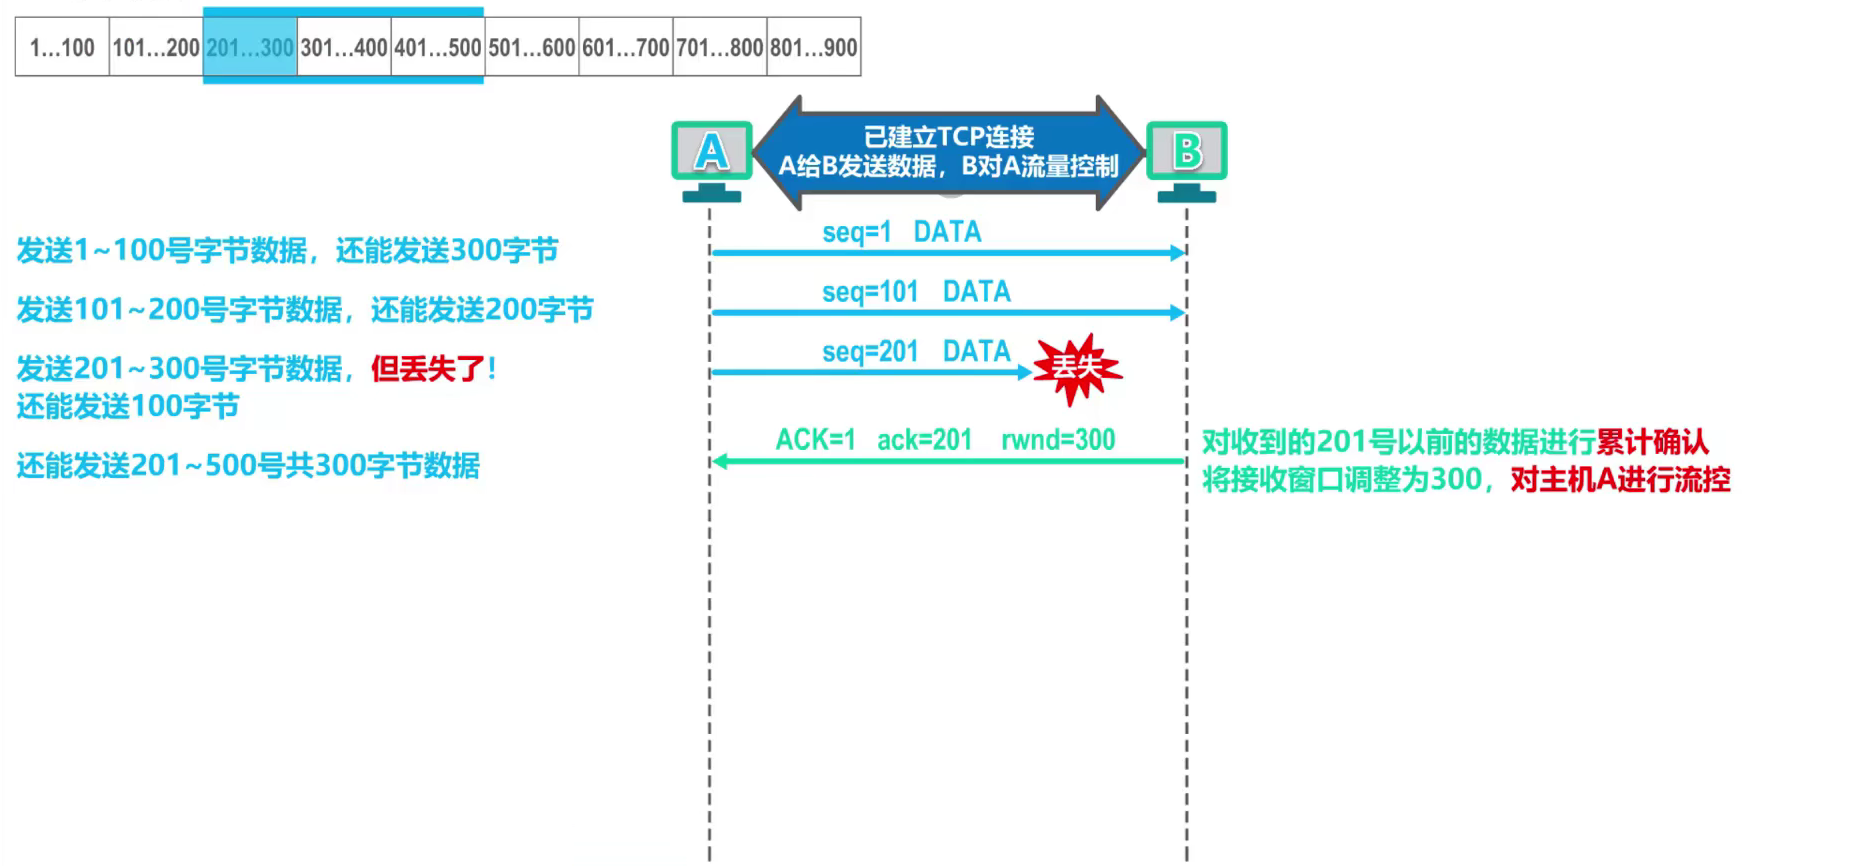 1...100 101...200 201...300 301...400 401...500 501...600 601...700 701...800 801...900
A
已建立TCP连接
A给B发送数据，B对A流量控制
B
seq=1 DATA
发送1~100号字节数据，还能发送300字节
seq=101 DATA
发送101~200号字节数据，还能发送200字节
seq=201 DATA
丢失
发送201~300号字节数据，但丢失了！
还能发送100字节
ACK=1 ack=201 rwnd=300
对收到的201号以前的数据进行累计确认
还能发送201~500号共300字节数据
将接收窗口调整为300，对主机A进行流控